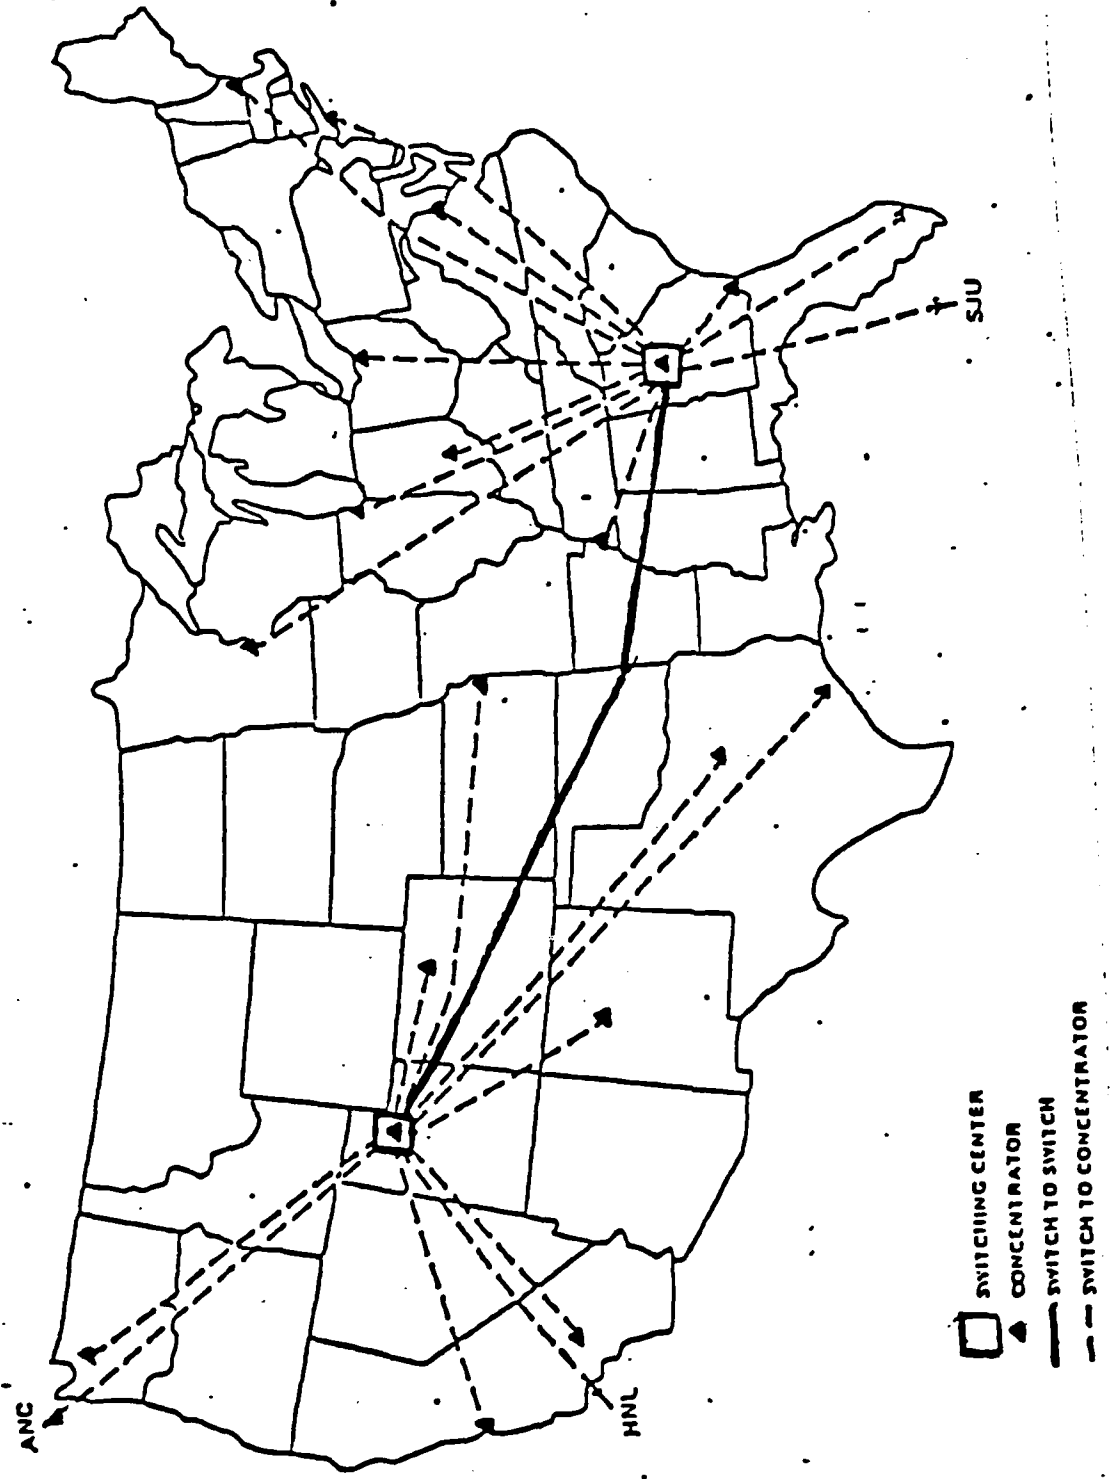 ANC
HNL
SJU
SWITCHING CENTER
CONCENTRATOR
SWITCH TO SWITCH
SWITCH TO CONCENTRATOR